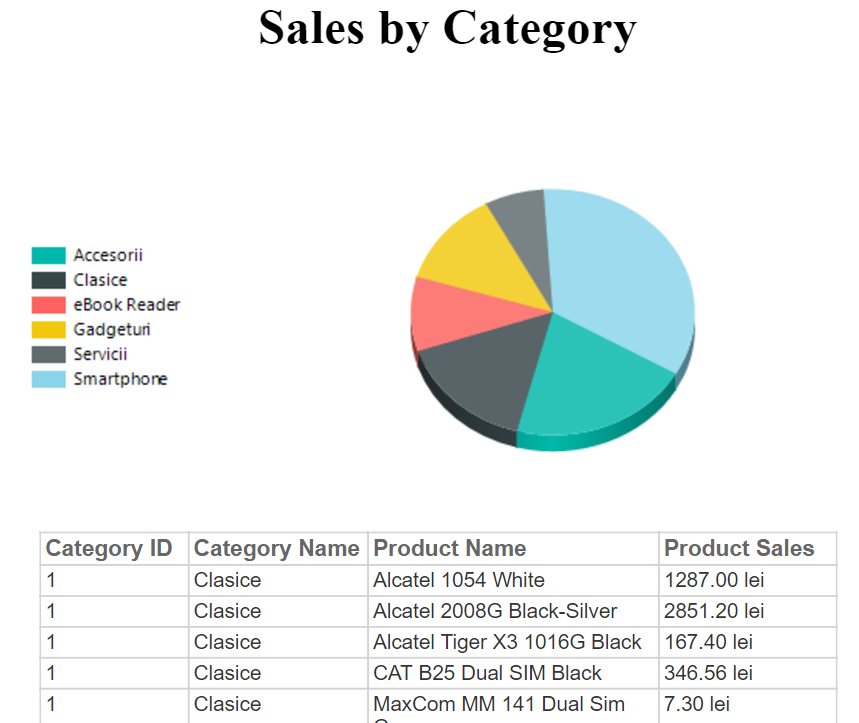 Sales by Category
Accesorii
Clasice
eBook Reader
Gadgeturi
Servicii
Smartphone
Category ID Category Name Product Name Product Sales
1 Clasice Alcatel 1054 White 1287.00 lei
1 Clasice Alcatel 2008G Black-Silver 2851.20 lei
1 Clasice Alcatel Tiger X3 1016G Black 167.40 lei
1 Clasice CAT B25 Dual SIM Black 346.56 lei
1 Clasice MaxCom MM 141 Dual Sim 7.30 lei